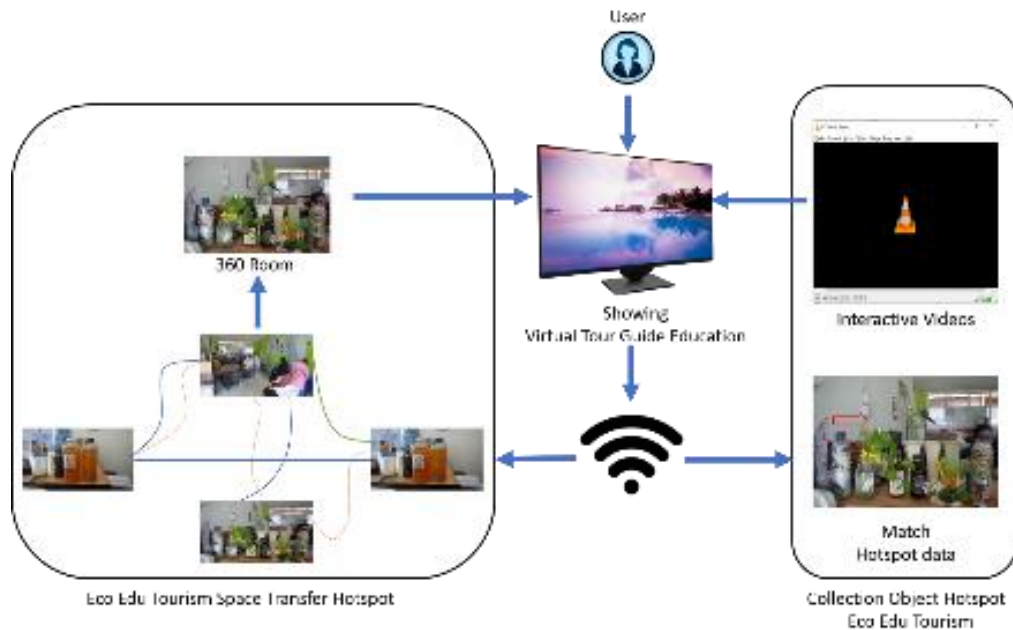 User
360 Room
Showing
Virtual Tour Guide Education
Interactive Videos
Match
Hotspot data
Eco Edu Tourism Space Transfer Hotspot
Collection Object Hotspot
Eco Edu Tourism